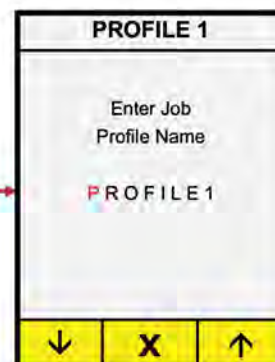 PROFILE 1
Enter Job
Profile Name
PROFILE1
↓ X ↑